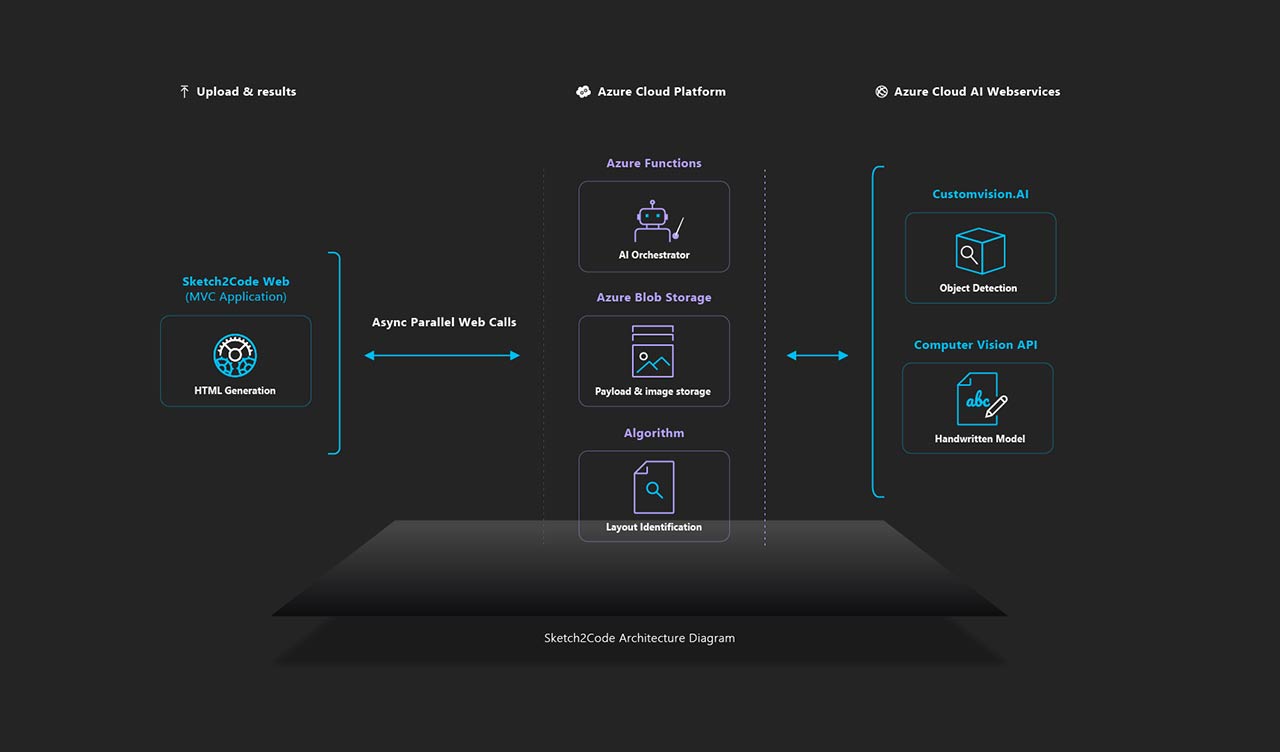 Upload & results
Azure Cloud Platform
Azure Cloud AI Webservices
Sketch2Code Web
(MVC Application)
HTML Generation
Async Parallel Web Calls
Azure Functions
AI Orchestrator
Azure Blob Storage
Payload & image storage
Algorithm
Layout Identification
Customvision.AI
Object Detection
Computer Vision API
abc
Handwritten Model
Sketch2Code Architecture Diagram